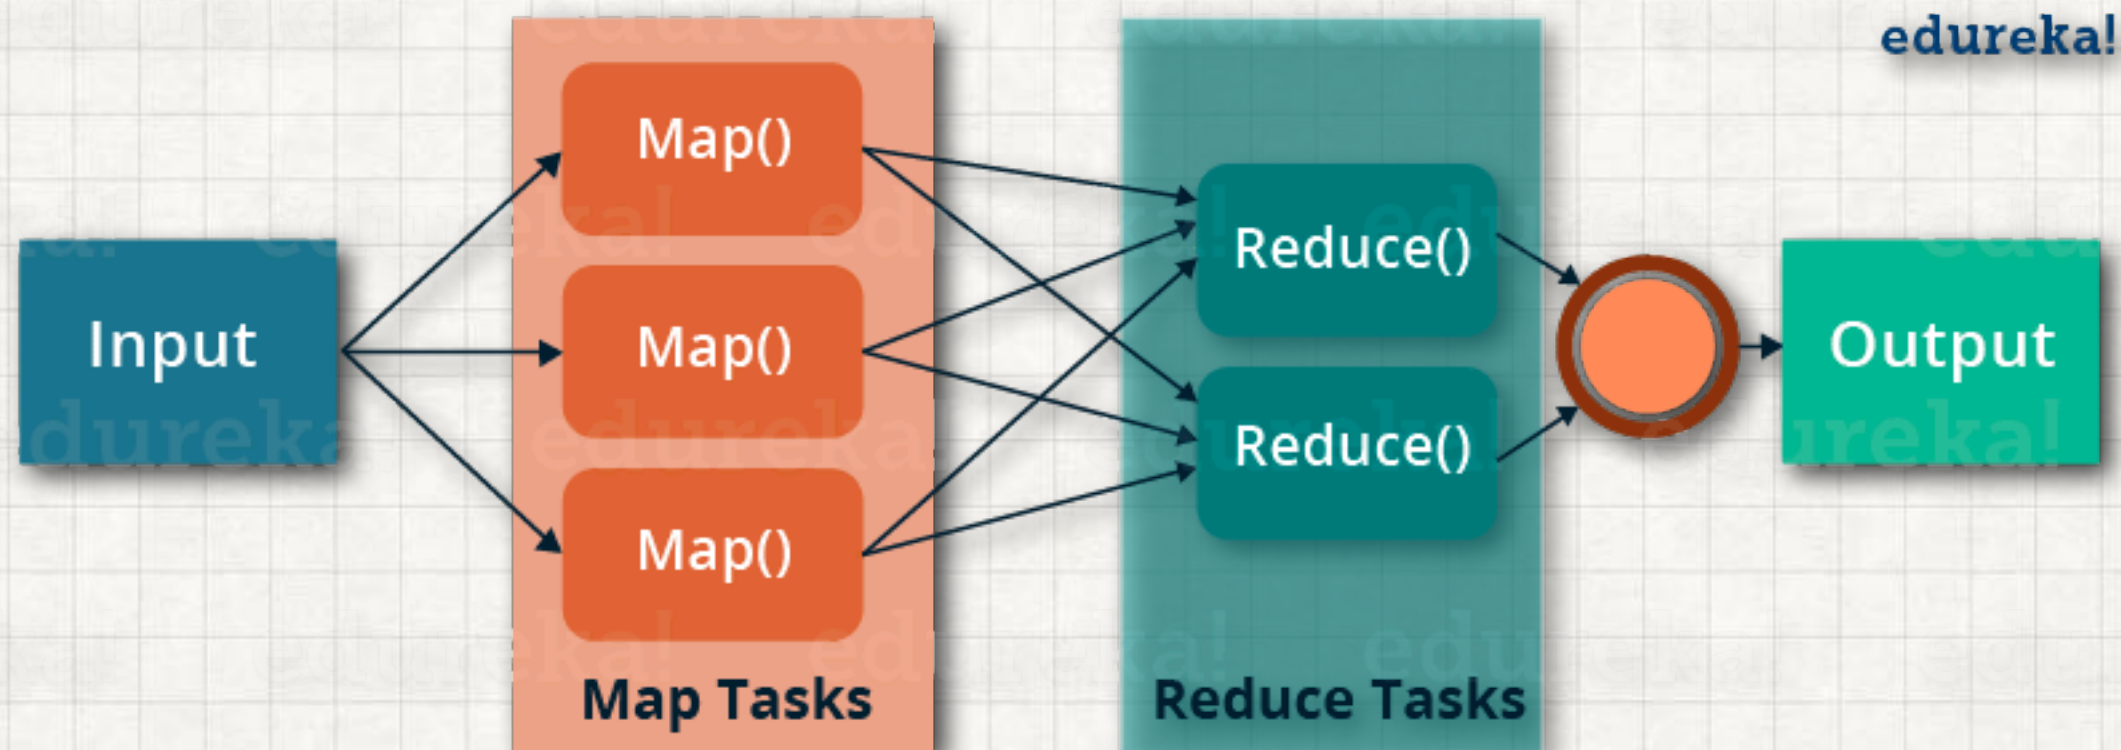 edureka!
Input
Map()
Map()
Map()
Map Tasks
Reduce()
Reduce()
Reduce Tasks
Output